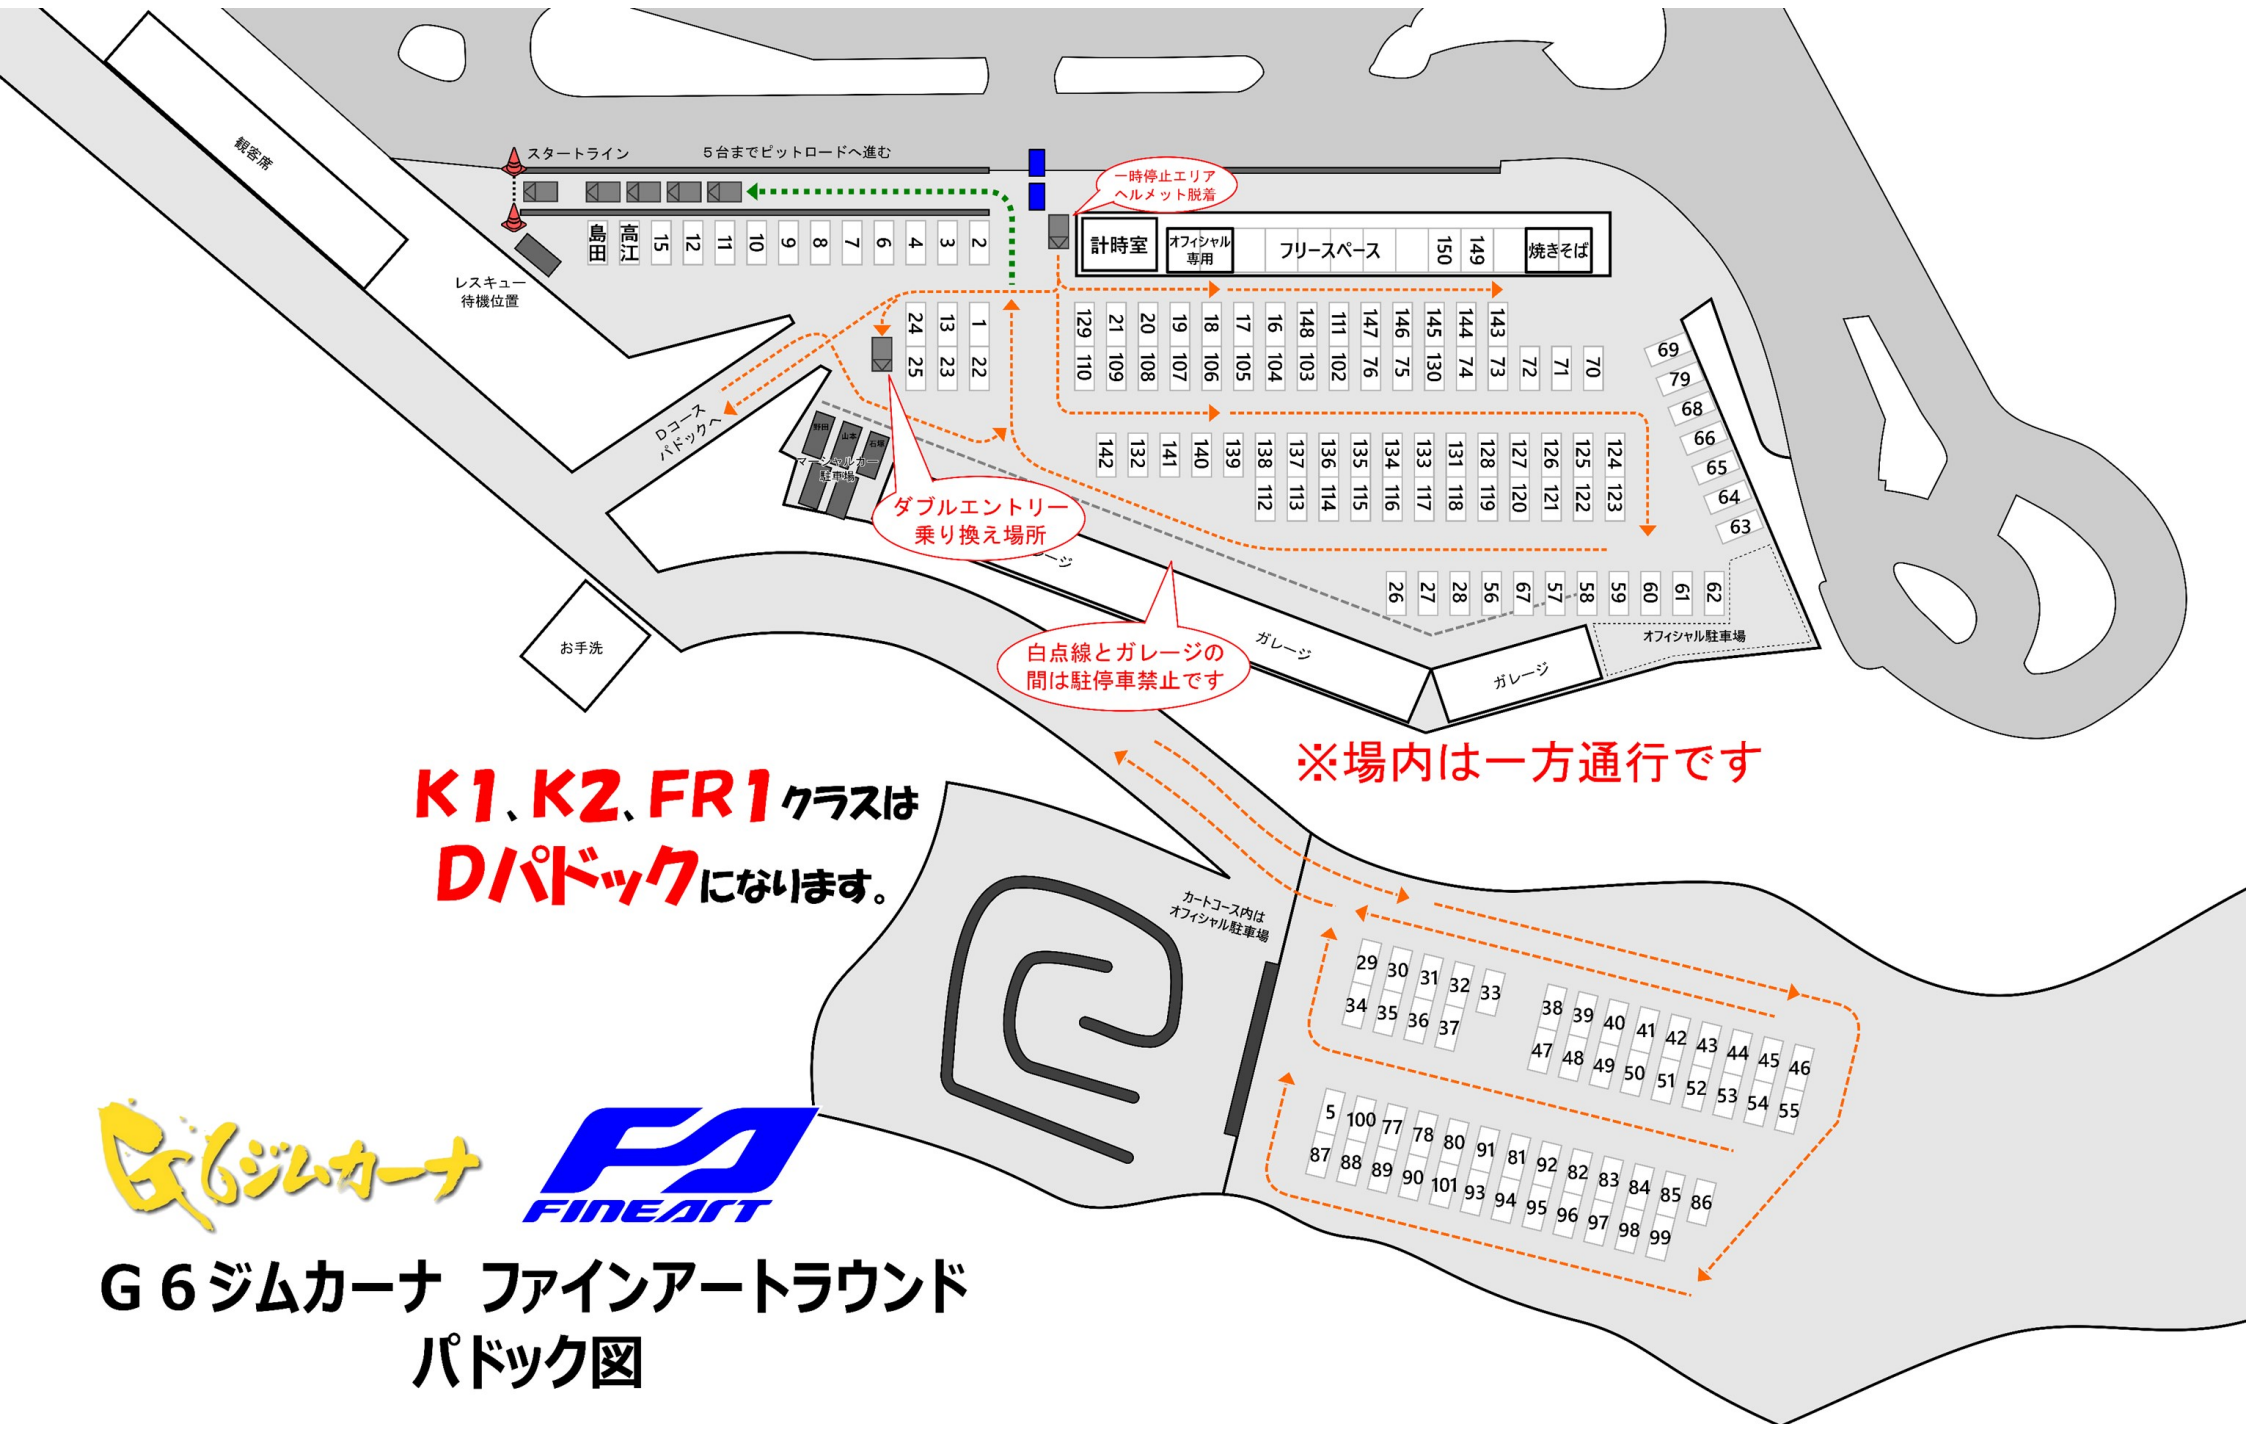 観客席
スタートライン
５台までピットロードへ進む
一時停止エリア
ヘルメット脱着
島田 高江 15 12 11 10 9 8 7 6 4 3 2
計時室
オフィシャル
専用
フリースペース
150 149
焼きそば
レスキュー
待機位置
24 13 1
25 23 22
129 21 20 19 18 17 16 148 111 147 146 145 144 143
110 109 108 107 106 105 104 103 102 76 75 130 74 73 72 71 70
69
79
68
66
65
64
63
Ｄコース
パドックへ
野田 山本 石塚
マーシャルカー
駐車場
142 132 141 140 139 138 137 136 135 134 133 131 128 127 126 125 124
112 113 114 115 116 117 118 119 120 121 122 123
ダブルエントリー
乗り換え場所
ージ
26 27 28 56 67 57 58 59 60 61 62
オフィシャル駐車場
お手洗
白点線とガレージの
間は駐停車禁止です
ガレージ
ガレージ
※場内は一方通行です
K1、K2、FR1クラスは
Dパドックになります。
カートコース内は
オフィシャル駐車場
29 30 31 32 33
34 35 36 37
38 39 40 41 42 43 44 45 46
47 48 49 50 51 52 53 54 55
5 100 77 78 80 91 81 92 82 83 84 85 86
87 88 89 90 101 93 94 95 96 97 98 99
G6ジムカーナ
FINEART
G６ジムカーナ　ファインアートラウンド
パドック図